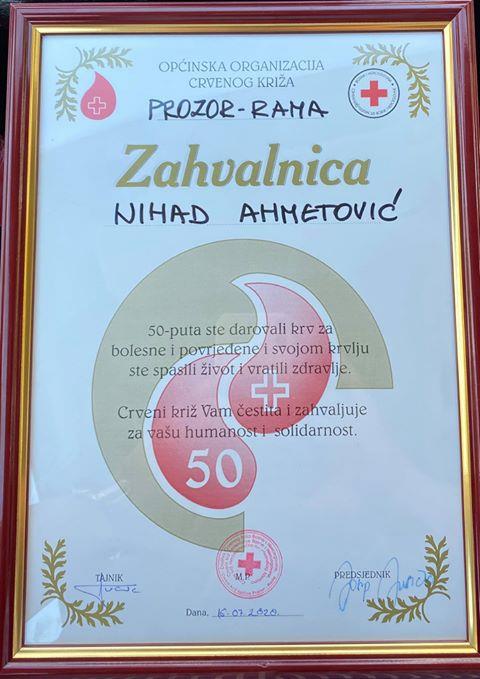 OPĆINSKA ORGANIZACIJA
CRVENOG KRIŽA
PROZOR-RAMA
Zahvalnica
NIHAD AHMETOVIĆ
50-puta ste darovali krv za
bolesne i povrjeđene i svojom krvlju
ste spasili život i vratili zdravlje.
Crveni križ Vam čestita i zahvaljuje
za vašu humanost i solidarnost.
50
TAJNIK
M.P.
PREDSJEDNIK
Dana, 16.07.2020.